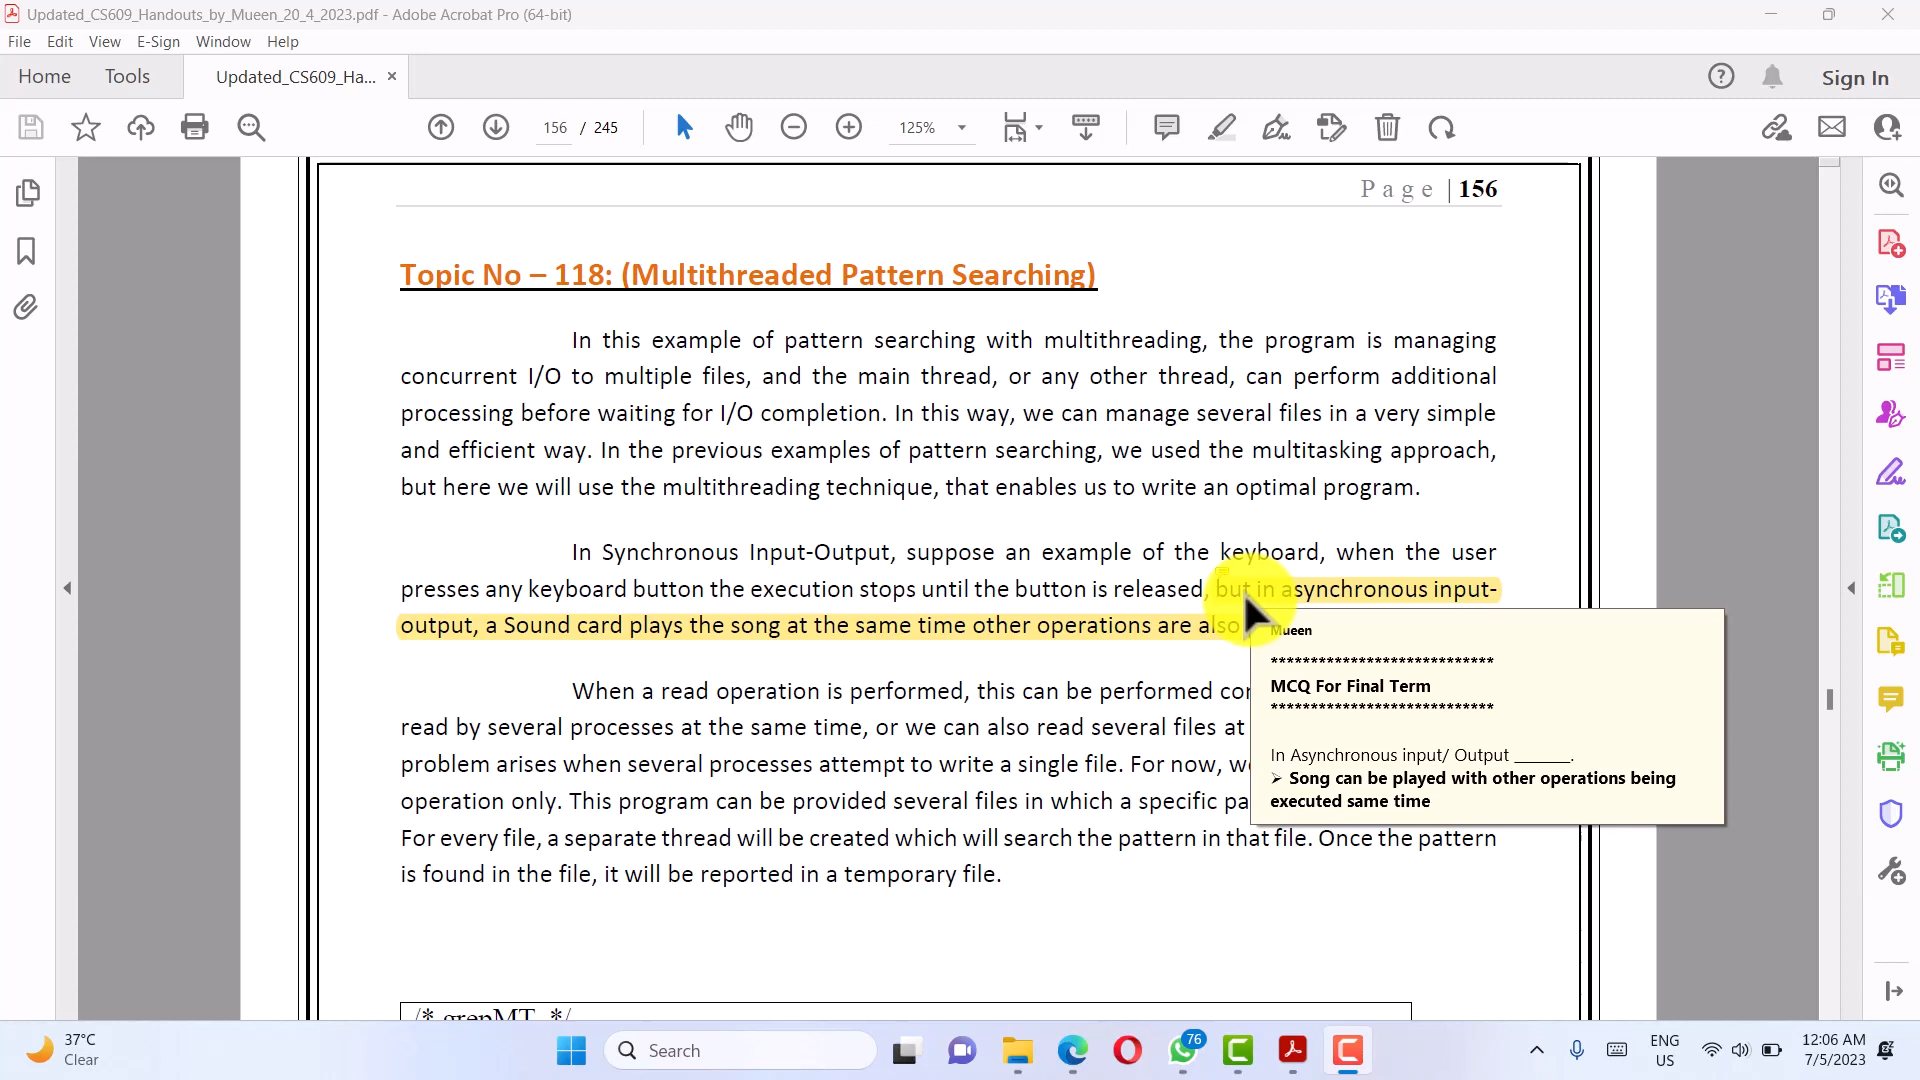 Updated_CS609_Handouts_by_Mueen_20_4_2023.pdf - Adobe Acrobat Pro (64-bit)
File Edit View E-Sign Window Help
Home Tools Updated_CS609_Ha... × Sign In
156 / 245 125%
Page | 156
Topic No – 118: (Multithreaded Pattern Searching)
In this example of pattern searching with multithreading, the program is managing
concurrent I/O to multiple files, and the main thread, or any other thread, can perform additional
processing before waiting for I/O completion. In this way, we can manage several files in a very simple
and efficient way. In the previous examples of pattern searching, we used the multitasking approach,
but here we will use the multithreading technique, that enables us to write an optimal program.
In Synchronous Input-Output, suppose an example of the keyboard, when the user
presses any keyboard button the execution stops until the button is released, but in asynchronous input-
output, a Sound card plays the song at the same time other operations are also
Mueen
****************************
MCQ For Final Term
****************************
In Asynchronous input/ Output _______.
➢ Song can be played with other operations being
executed same time
When a read operation is performed, this can be performed
read by several processes at the same time, or we can also read several files at
problem arises when several processes attempt to write a single file. For now,
operation only. This program can be provided several files in which a specific
For every file, a separate thread will be created which will search the pattern in that file. Once the pattern
is found in the file, it will be reported in a temporary file.
/* grepMT. */
37°C
Clear
Search
76
ENG
US
12:06 AM
7/5/2023